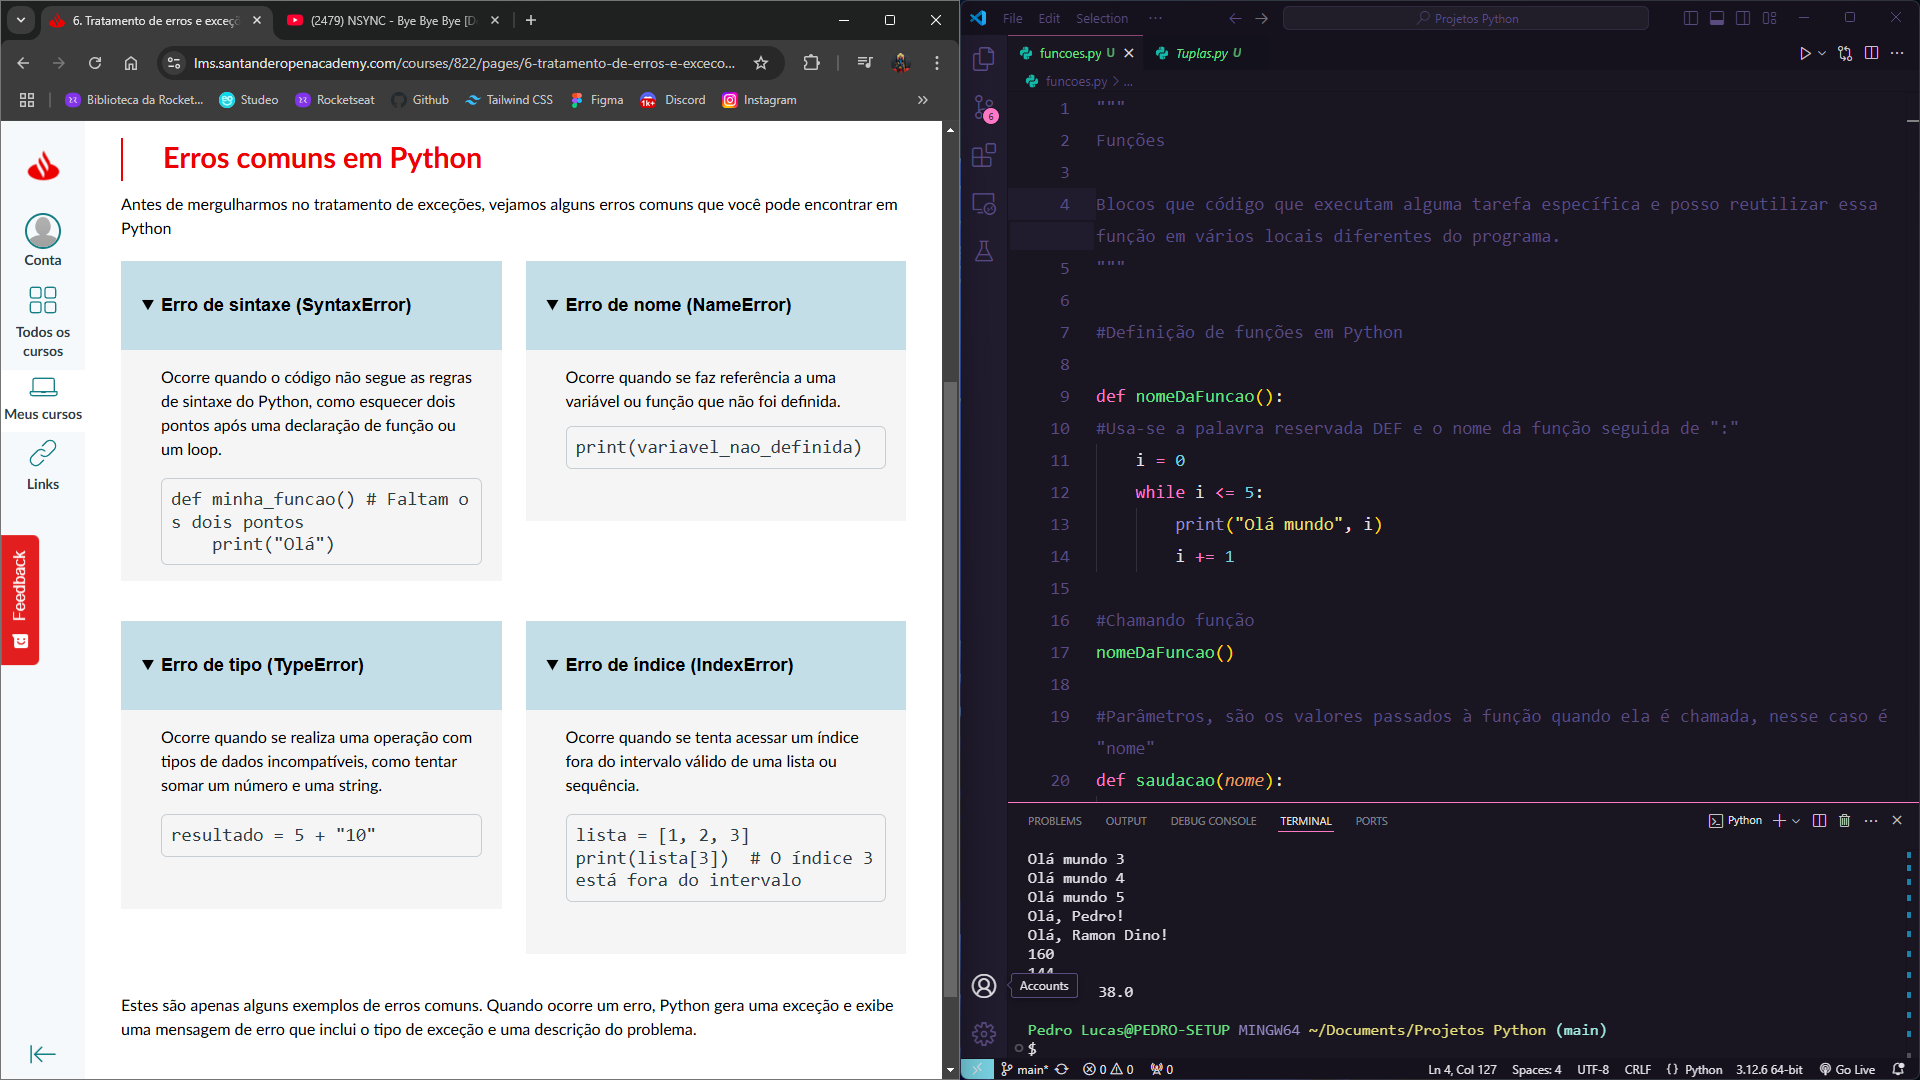 6. Tratamento de erros e exceçõ
(2479) NSYNC - Bye Bye Bye [D
lms.santanderopenacademy.com/courses/822/pages/6-tratamento-de-erros-e-excecо...
Biblioteca da Rocket...
Studeo
Rocketseat
Github
Tailwind CSS
Figma
Discord
Instagram
Conta
Todos os
cursos
Meus cursos
Links
Feedback
Erros comuns em Python
Antes de mergulharmos no tratamento de exceções, vejamos alguns erros comuns que você pode encontrar em
Python
Erro de sintaxe (SyntaxError)
Ocorre quando o código não segue as regras
de sintaxe do Python, como esquecer dois
pontos após uma declaração de função ou
um loop.
def minha_funcao() # Faltam o
s dois pontos
    print("Olá")
Erro de nome (NameError)
Ocorre quando se faz referência a uma
variável ou função que não foi definida.
print(variavel_nao_definida)
Erro de tipo (TypeError)
Ocorre quando se realiza uma operação com
tipos de dados incompatíveis, como tentar
somar um número e uma string.
resultado = 5 + "10"
Erro de índice (IndexError)
Ocorre quando se tenta acessar um índice
fora do intervalo válido de uma lista ou
sequência.
lista = [1, 2, 3]
print(lista[3])  # O índice 3
está fora do intervalo
Estes são apenas alguns exemplos de erros comuns. Quando ocorre um erro, Python gera uma exceção e exibe
uma mensagem de erro que inclui o tipo de exceção e uma descrição do problema.
File Edit Selection ...
Projetos Python
funcoes.py U
Tuplas.py U
funcoes.py > ...
6
1 """
2 Funções
3
4 Blocos que código que executam alguma tarefa específica e posso reutilizar essa
função em vários locais diferentes do programa.
5 """
6
7 #Definição de funções em Python
8
9 def nomeDaFuncao():
10 #Usa-se a palavra reservada DEF e o nome da função seguida de ":"
11     i = 0
12     while i <= 5:
13         print("Olá mundo", i)
14         i += 1
15
16 #Chamando função
17 nomeDaFuncao()
18
19 #Parâmetros, são os valores passados à função quando ela é chamada, nesse caso é
"nome"
20 def saudacao(nome):
PROBLEMS OUTPUT DEBUG CONSOLE TERMINAL PORTS
Python
Olá mundo 3
Olá mundo 4
Olá mundo 5
Olá, Pedro!
Olá, Ramon Dino!
160
144
38.0
Accounts
Pedro Lucas@PEDRO-SETUP MINGW64 ~/Documents/Projetos Python (main)
$
main* 0 0 0
Ln 4, Col 127 Spaces: 4 UTF-8 CRLF { } Python 3.12.6 64-bit Go Live